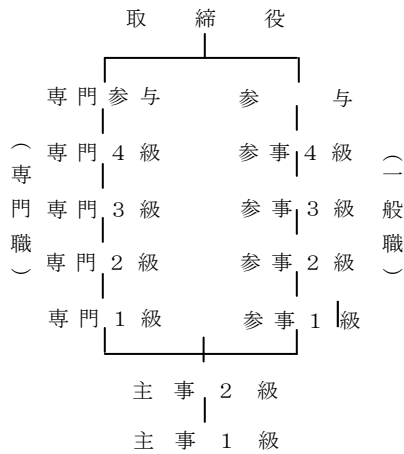 取締役
専門参与 参与
専門4級 参事4級
専門3級 参事3級
専門2級 参事2級
専門1級 参事1級
(専門職)
(一般職)
主事2級
主事1級